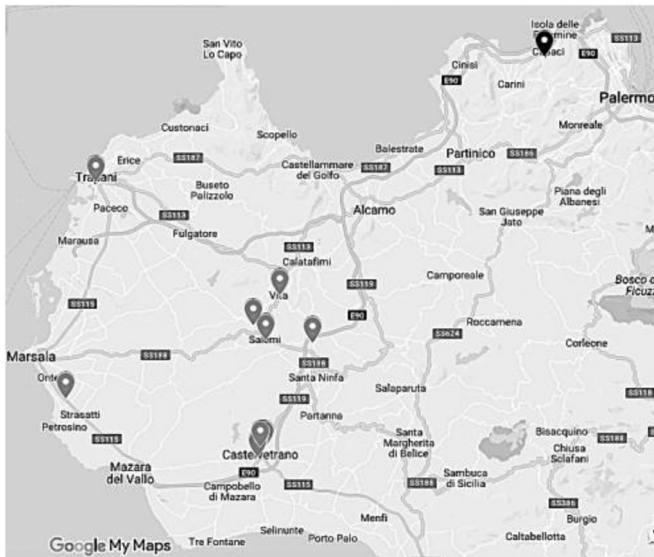 Isola delle
San Vito
Lo Capo
SS113
Cinisi
E90
E90
Carini
Palermo
Custonaci
Monreale
Scopello
Balestrate
Partinico
SS186
Erice
SS187
Castellammare
del Golfo
SS187
SS113
Trapani
Buseto
Palizzolo
Piana degli
Albanesi
Paceco
SS113
Alcamo
San Giuseppe
Jato
Marausa
Fulgatore
SS113
Calatafimi
Camporeale
Bosco d
Ficuzz
Vita
SS119
SS115
E90
Roccamena
Salemi
SS624
Corleone
Marsala
SS188
SS188
Santa Ninfa
Salaparuta
SS118
Strasatti
Petrosino
SS119
Partanna
SS115
Santa
Margherita
di Belice
Bisacquino
SS188
Chiusa
Sclafani
Mazara
del Vallo
Castelvetrano
E90
SS115
Campobello
di Mazara
SS188
Sambuca
di Sicilia
SS386
Menfi
Burgio
Selinunte
Tre Fontane
Porto Palo
Caltabellotta
Google My Maps